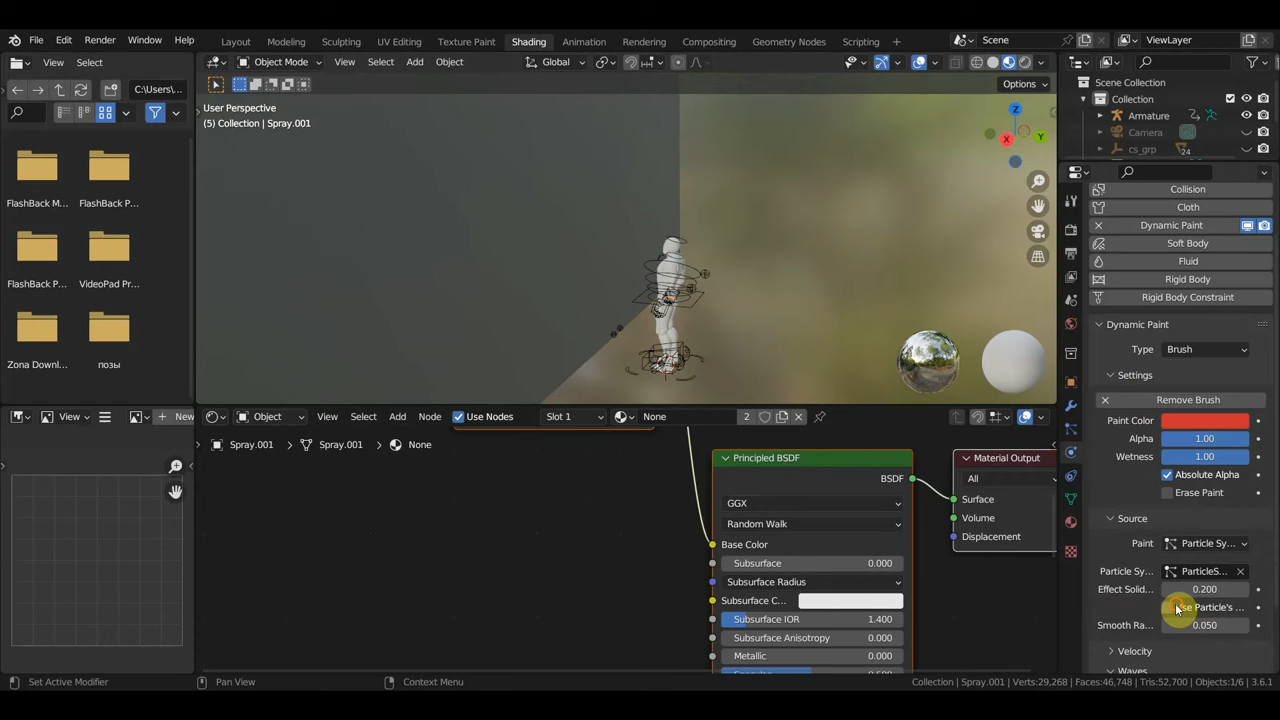 File Edit Render Window Help Layout Modeling Sculpting UV Editing Texture Paint Shading Animation Rendering Compositing Geometry Nodes Scripting Scene ViewLayer
View Select Object Mode View Select Add Object Global
C:\Users\... Options
User Perspective
(5) Collection | Spray.001
Z
X Y
Scene Collection
Collection
Armature
Camera
cs_grp 24
FlashBack M... FlashBack P...
FlashBack P... VideoPad Pr...
Zona Downl... позы
Collision
Cloth
Dynamic Paint
Soft Body
Fluid
Rigid Body
Rigid Body Constraint
Dynamic Paint
Type Brush
Settings
Remove Brush
Paint Color
Alpha 1.00
Wetness 1.00
Absolute Alpha
Erase Paint
Source
Paint Particle Sy...
Particle Sy... ParticleS...
Effect Solid... 0.200
Use Particle's ...
Smooth Ra... 0.050
Velocity
Waves
View New Object View Select Add Node Use Nodes Slot 1 None 2
Spray.001 Spray.001 None
Principled BSDF
BSDF
GGX
Random Walk
Base Color
Subsurface 0.000
Subsurface Radius
Subsurface C...
Subsurface IOR 1.400
Subsurface Anisotropy 0.000
Metallic 0.000
Material Output
All
Surface
Volume
Displacement
Set Active Modifier Pan View Context Menu Collection | Spray.001 | Verts:29,268 | Faces:46,748 | Tris:52,700 | Objects:1/6 | 3.6.1